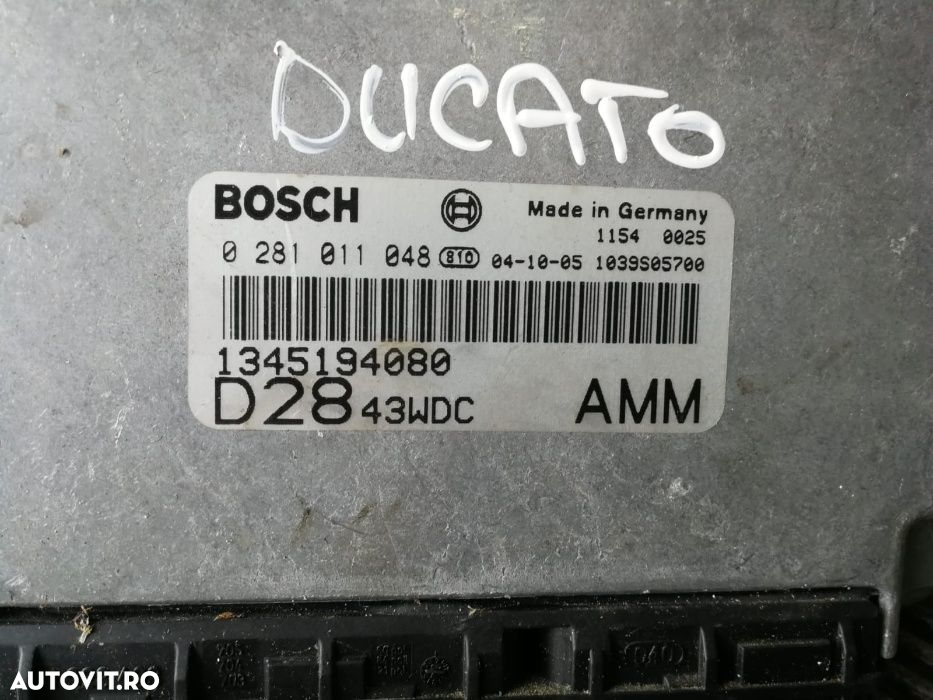 DUCATO
BOSCH Made in Germany
1154 0025
0 281 011 048 810 04-10-05 1039S05700
1345194080
D28 43WDC AMM
AUTOVIT.RO